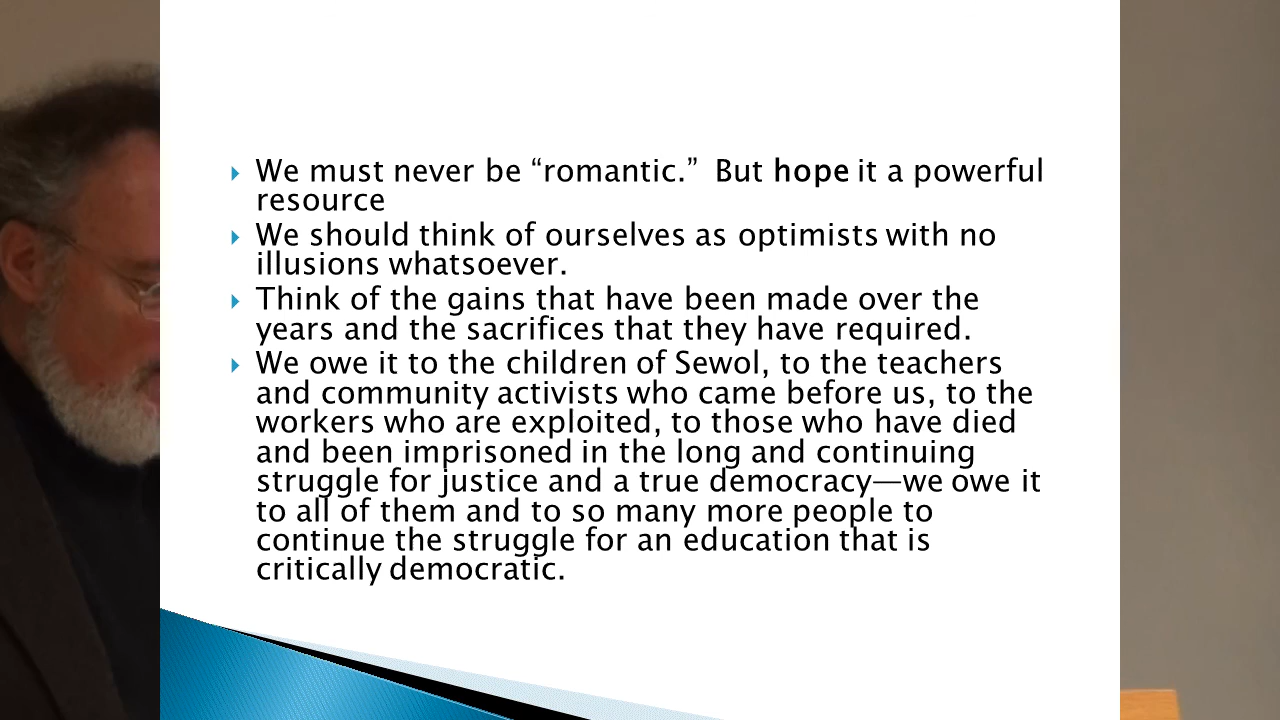 We must never be “romantic.”  But hope it a powerful
resource
We should think of ourselves as optimists with no
illusions whatsoever.
Think of the gains that have been made over the
years and the sacrifices that they have required.
We owe it to the children of Sewol, to the teachers
and community activists who came before us, to the
workers who are exploited, to those who have died
and been imprisoned in the long and continuing
struggle for justice and a true democracy—we owe it
to all of them and to so many more people to
continue the struggle for an education that is
critically democratic.